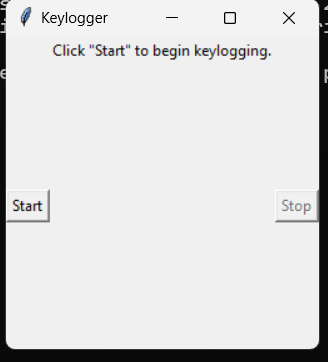 Keylogger
Click "Start" to begin keylogging.
Start
Stop